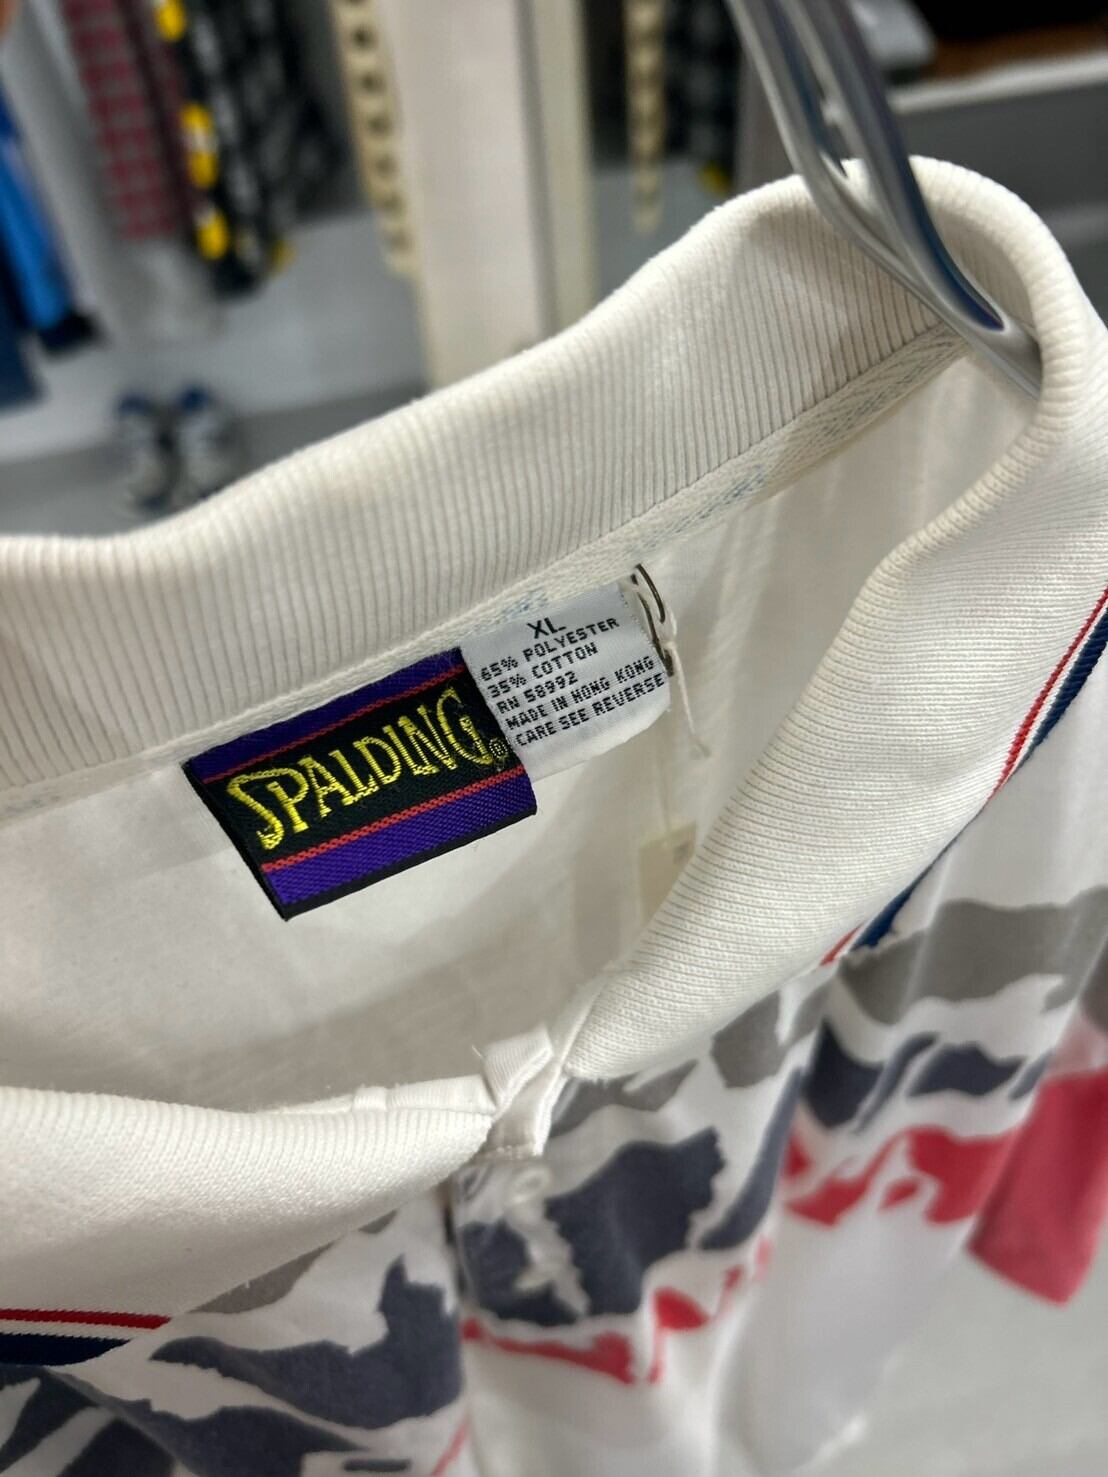 SPALDING®
XL
65% POLYESTER
35% COTTON
RN 58992
MADE IN HONG KONG
CARE SEE REVERSE